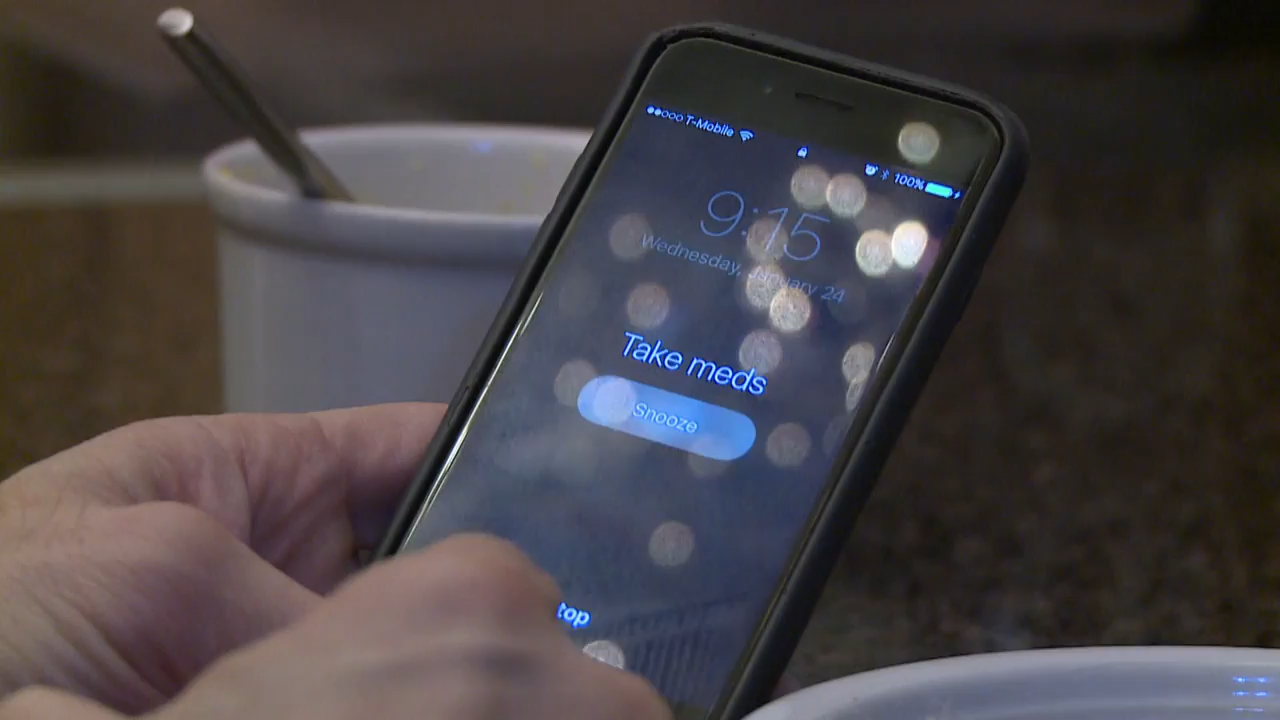 T-Mobile 100%
9:15
Wednesday, January 24
Take meds
Snooze
top